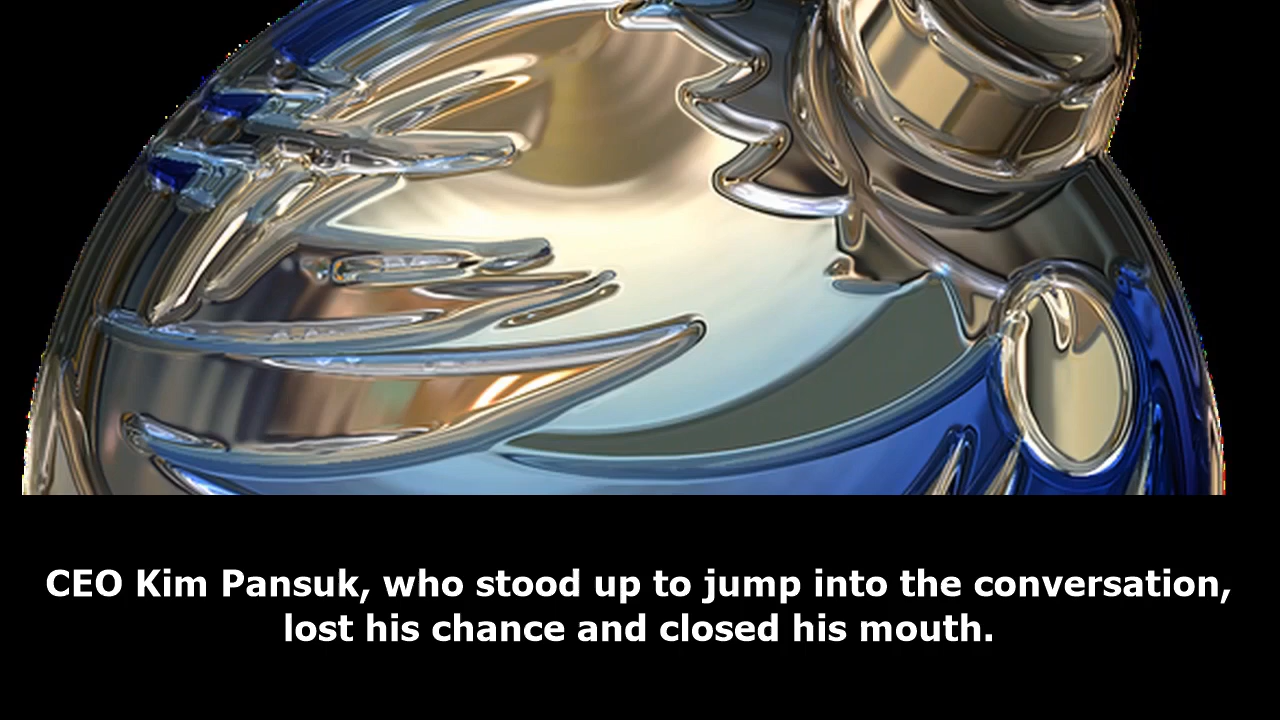 CEO Kim Pansuk, who stood up to jump into the conversation,
lost his chance and closed his mouth.